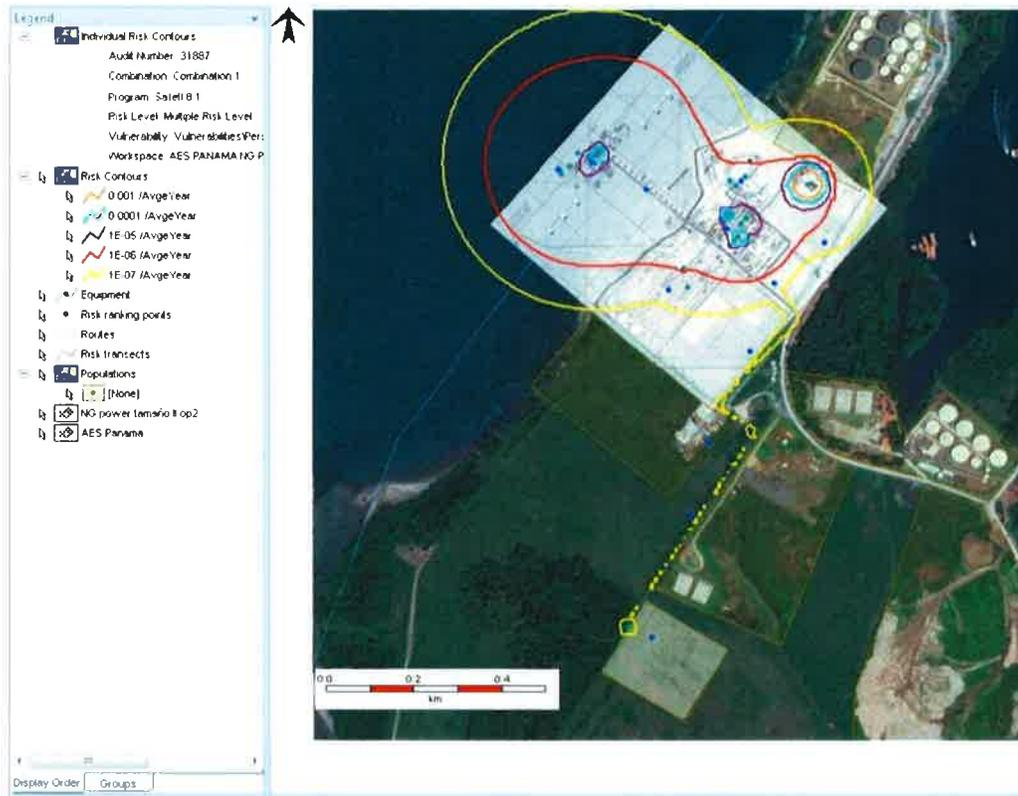 Legend
Individual Risk Contours
Audit Number 31887
Combination Combination 1
Program Safeti 8.1
Risk Level Multiple Risk Level
Vulnerability Vulnerabilities\Pers
Workspace AES PANAMA NG P
Risk Contours
0.001 /AvgeYear
0.0001 /AvgeYear
1E-05 /AvgeYear
1E-06 /AvgeYear
1E-07 /AvgeYear
Equipment
Risk ranking points
Routes
Risk transects
Populations
[None]
NG power tamaño II op2
AES Panama
Display Order Groups
0.0 0.2 0.4
km